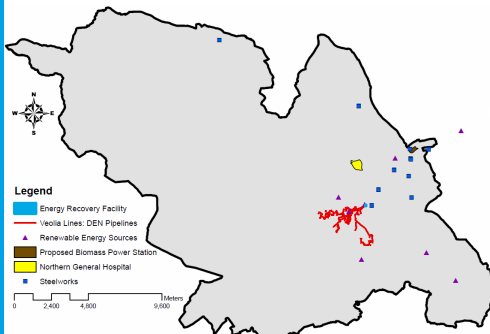 N
W E
S
Legend
Energy Recovery Facility
Veolia Lines: DEN Pipelines
Renewable Energy Sources
Proposed Biomass Power Station
Northern General Hospital
Steelworks
Meters
0 2,400 4,800 9,600